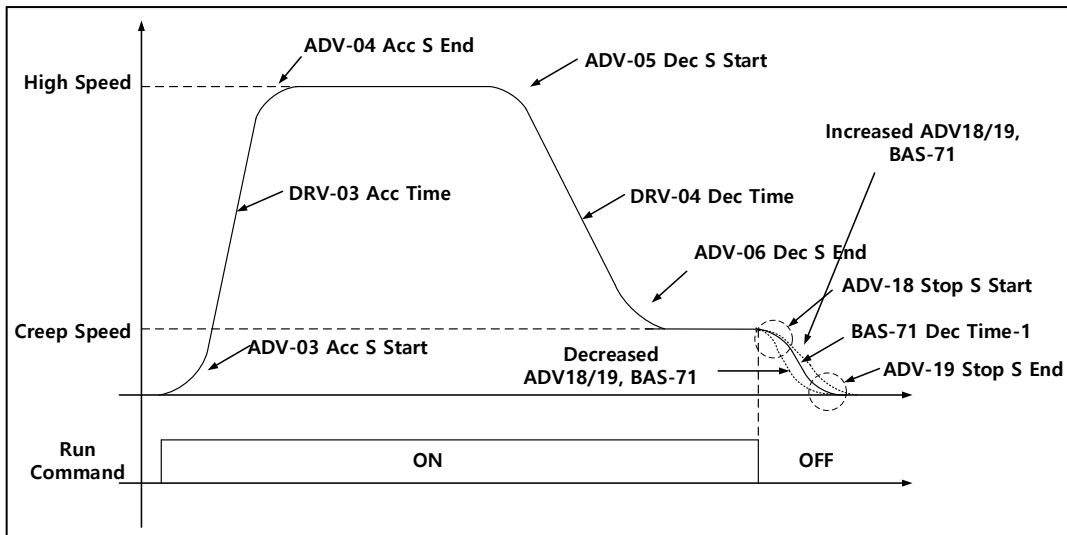 ADV-04 Acc S End
ADV-05 Dec S Start
High Speed
Increased ADV18/19,
BAS-71
DRV-03 Acc Time
DRV-04 Dec Time
ADV-06 Dec S End
ADV-18 Stop S Start
Creep Speed
BAS-71 Dec Time-1
ADV-03 Acc S Start
Decreased
ADV18/19, BAS-71
ADV-19 Stop S End
Run
Command
ON
OFF